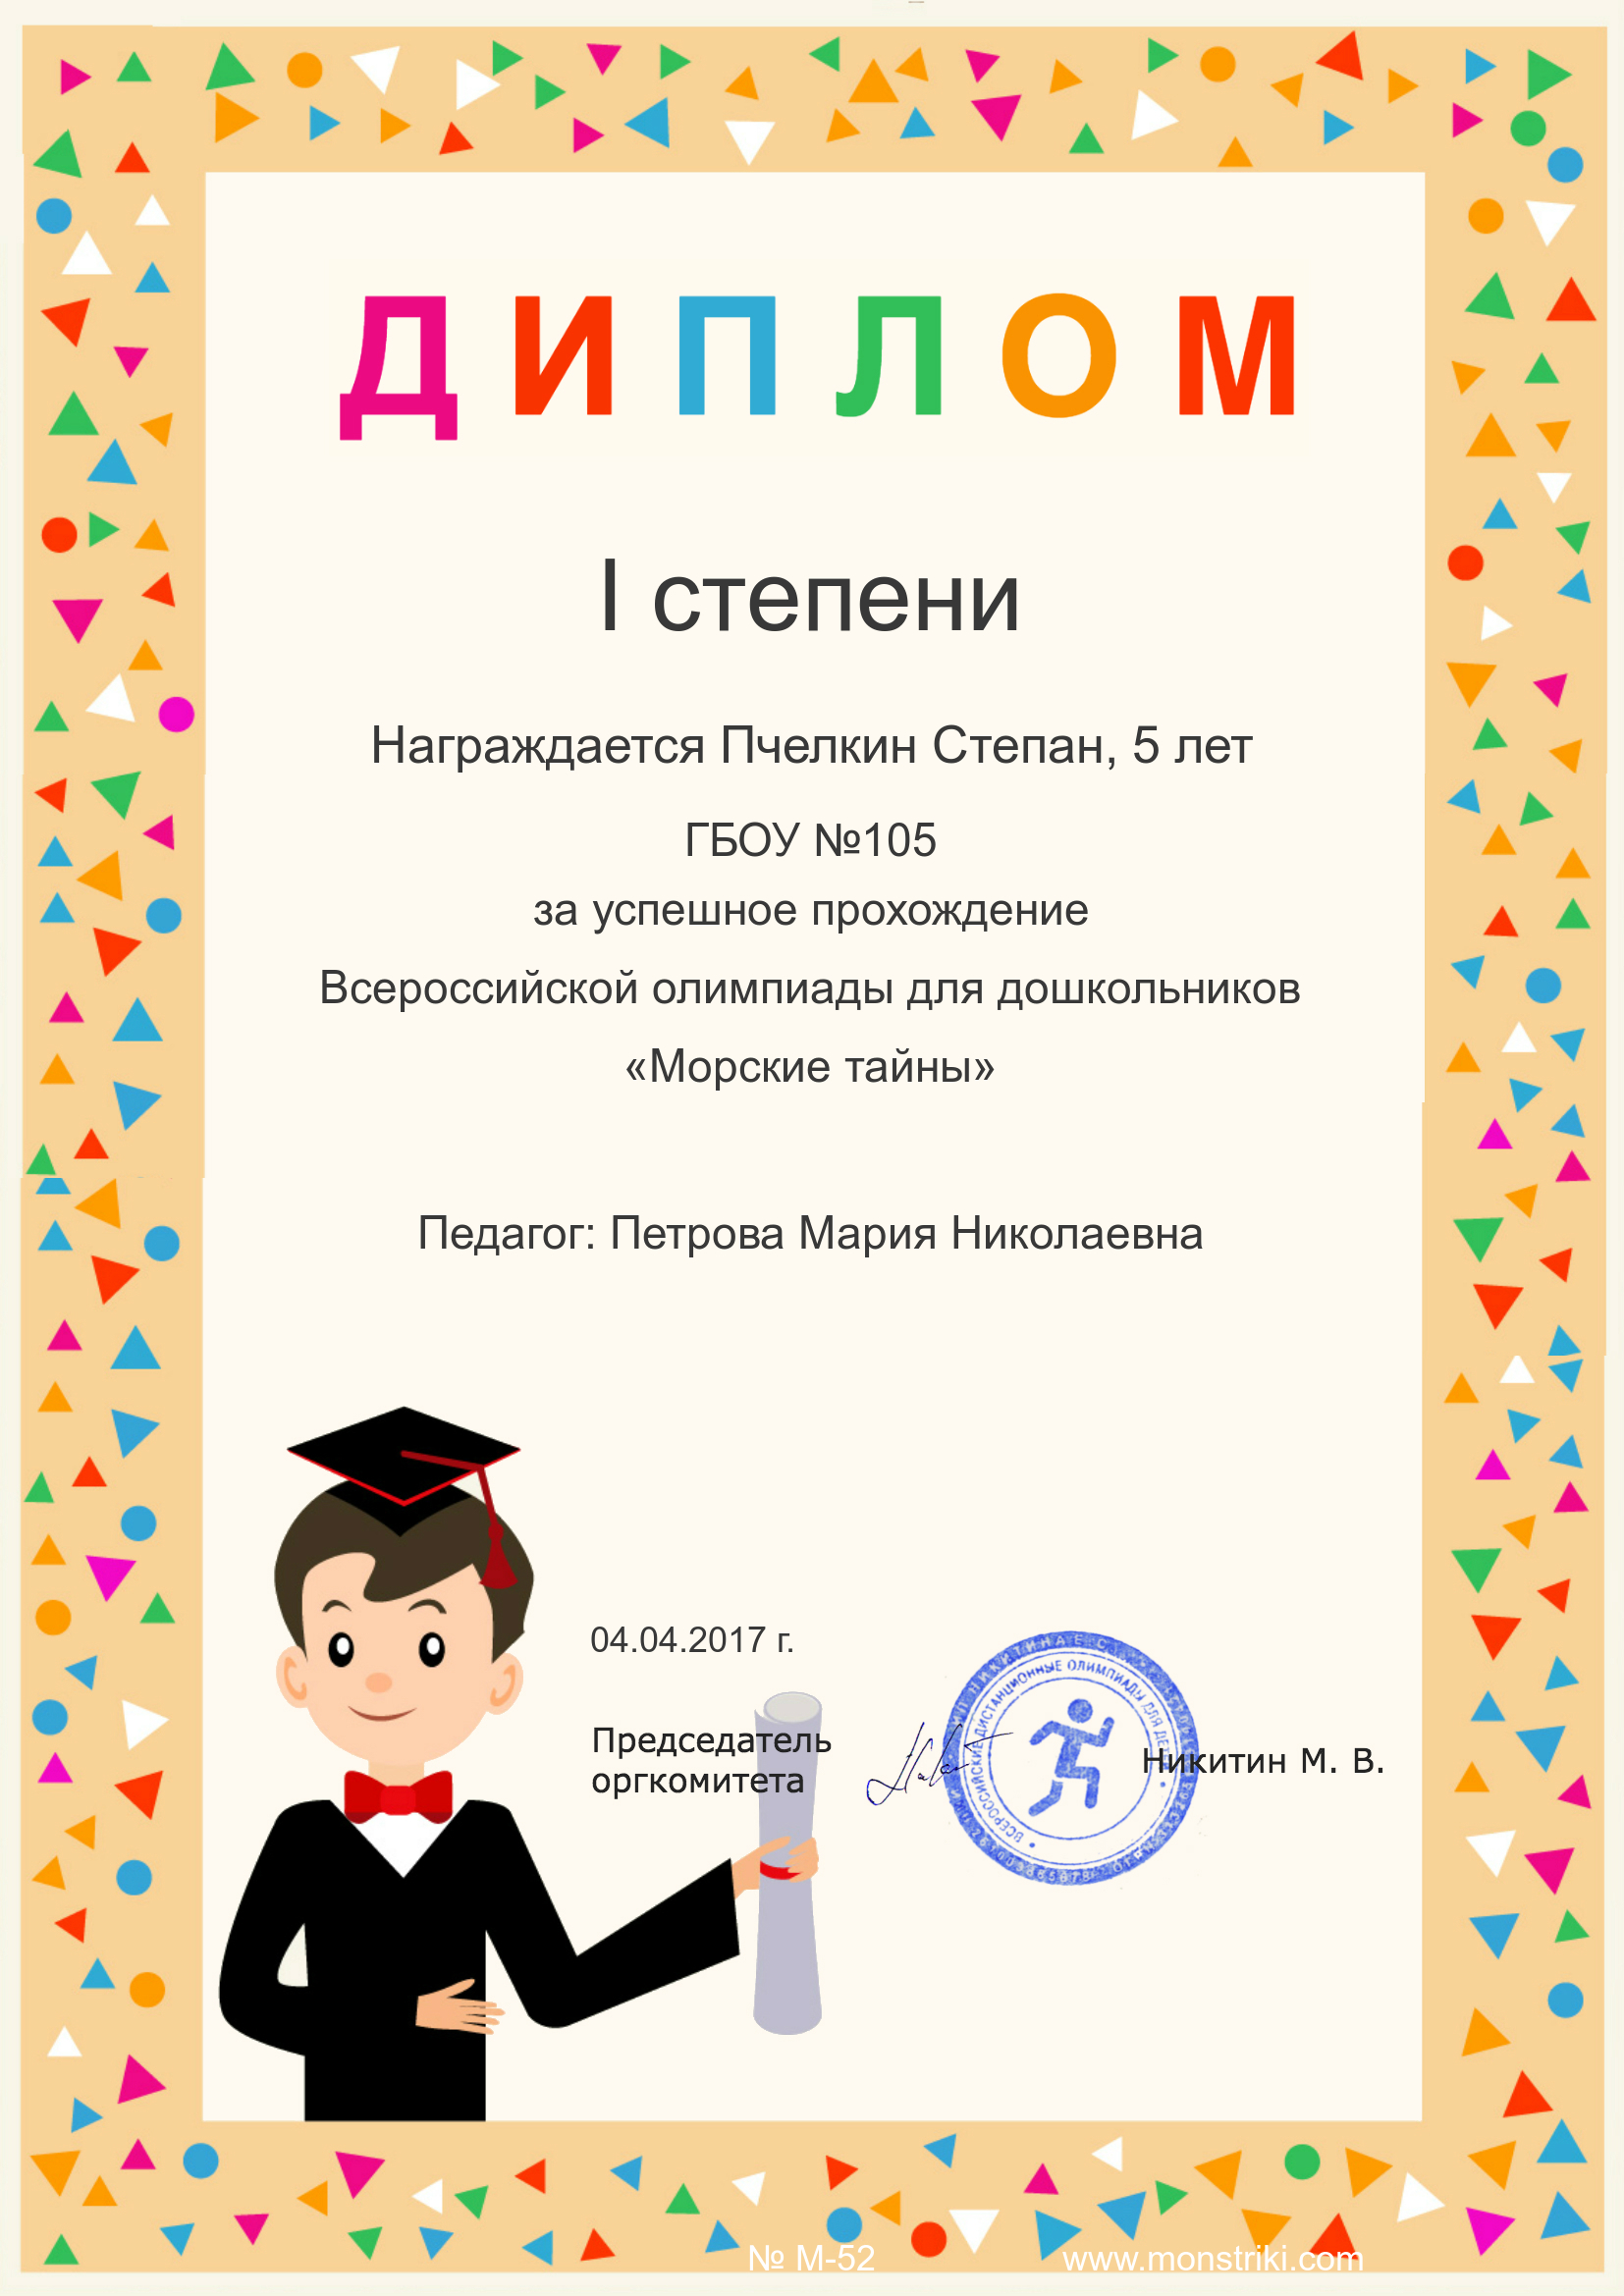 ДИПЛОМ
I степени
Награждается Пчелкин Степан, 5 лет
ГБОУ №105
за успешное прохождение
Всероссийской олимпиады для дошкольников
«Морские тайны»
Педагог: Петрова Мария Николаевна
04.04.2017 г.
Председатель
оргкомитета
Никитин М. В.
ВСЕРОССИЙСКИЕ ДИСТАНЦИОННЫЕ ОЛИМПИАДЫ ДЛЯ
№ М-52
www.monstriki.com